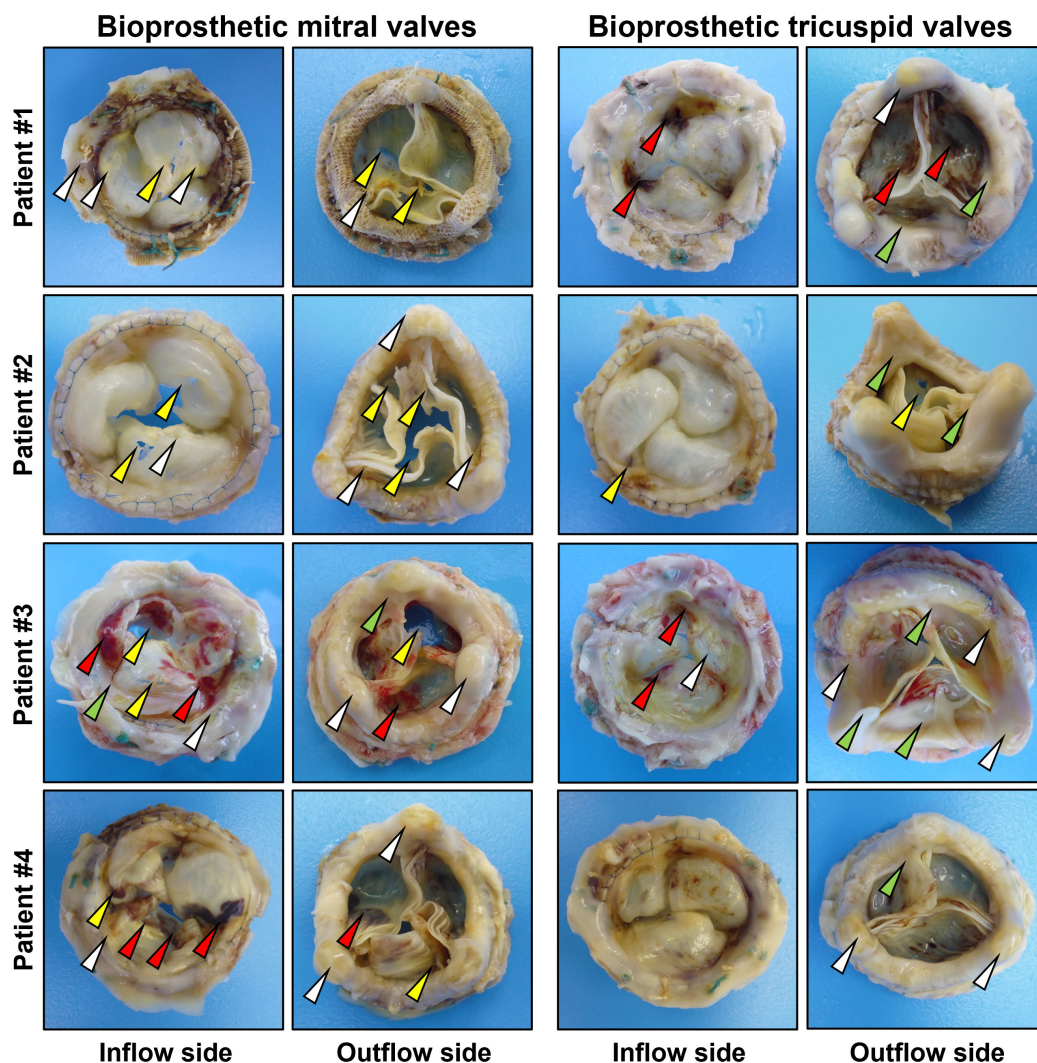 Bioprosthetic mitral valves
Bioprosthetic tricuspid valves
Patient #1
Patient #2
Patient #3
Patient #4
Inflow side
Outflow side
Inflow side
Outflow side